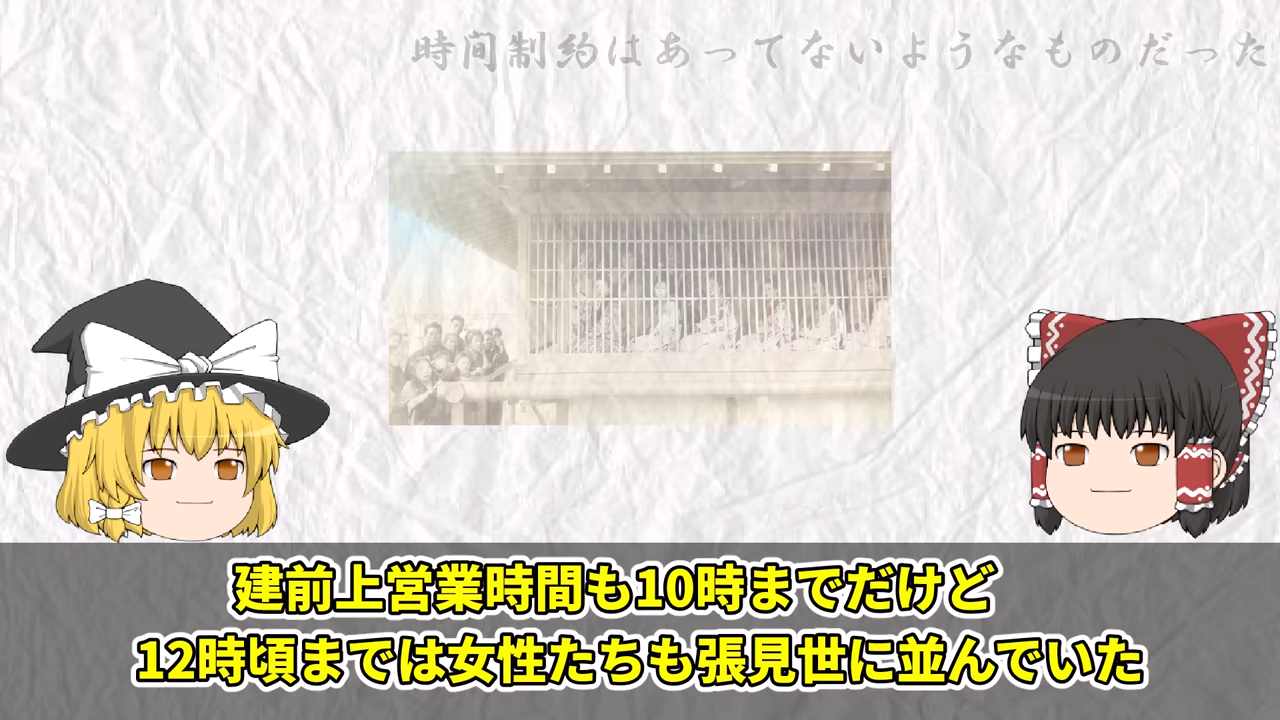 時間制約はあってないようなものだった
建前上営業時間も10時まででだけど
12時頃までは女性たちも張見世に並んでいた